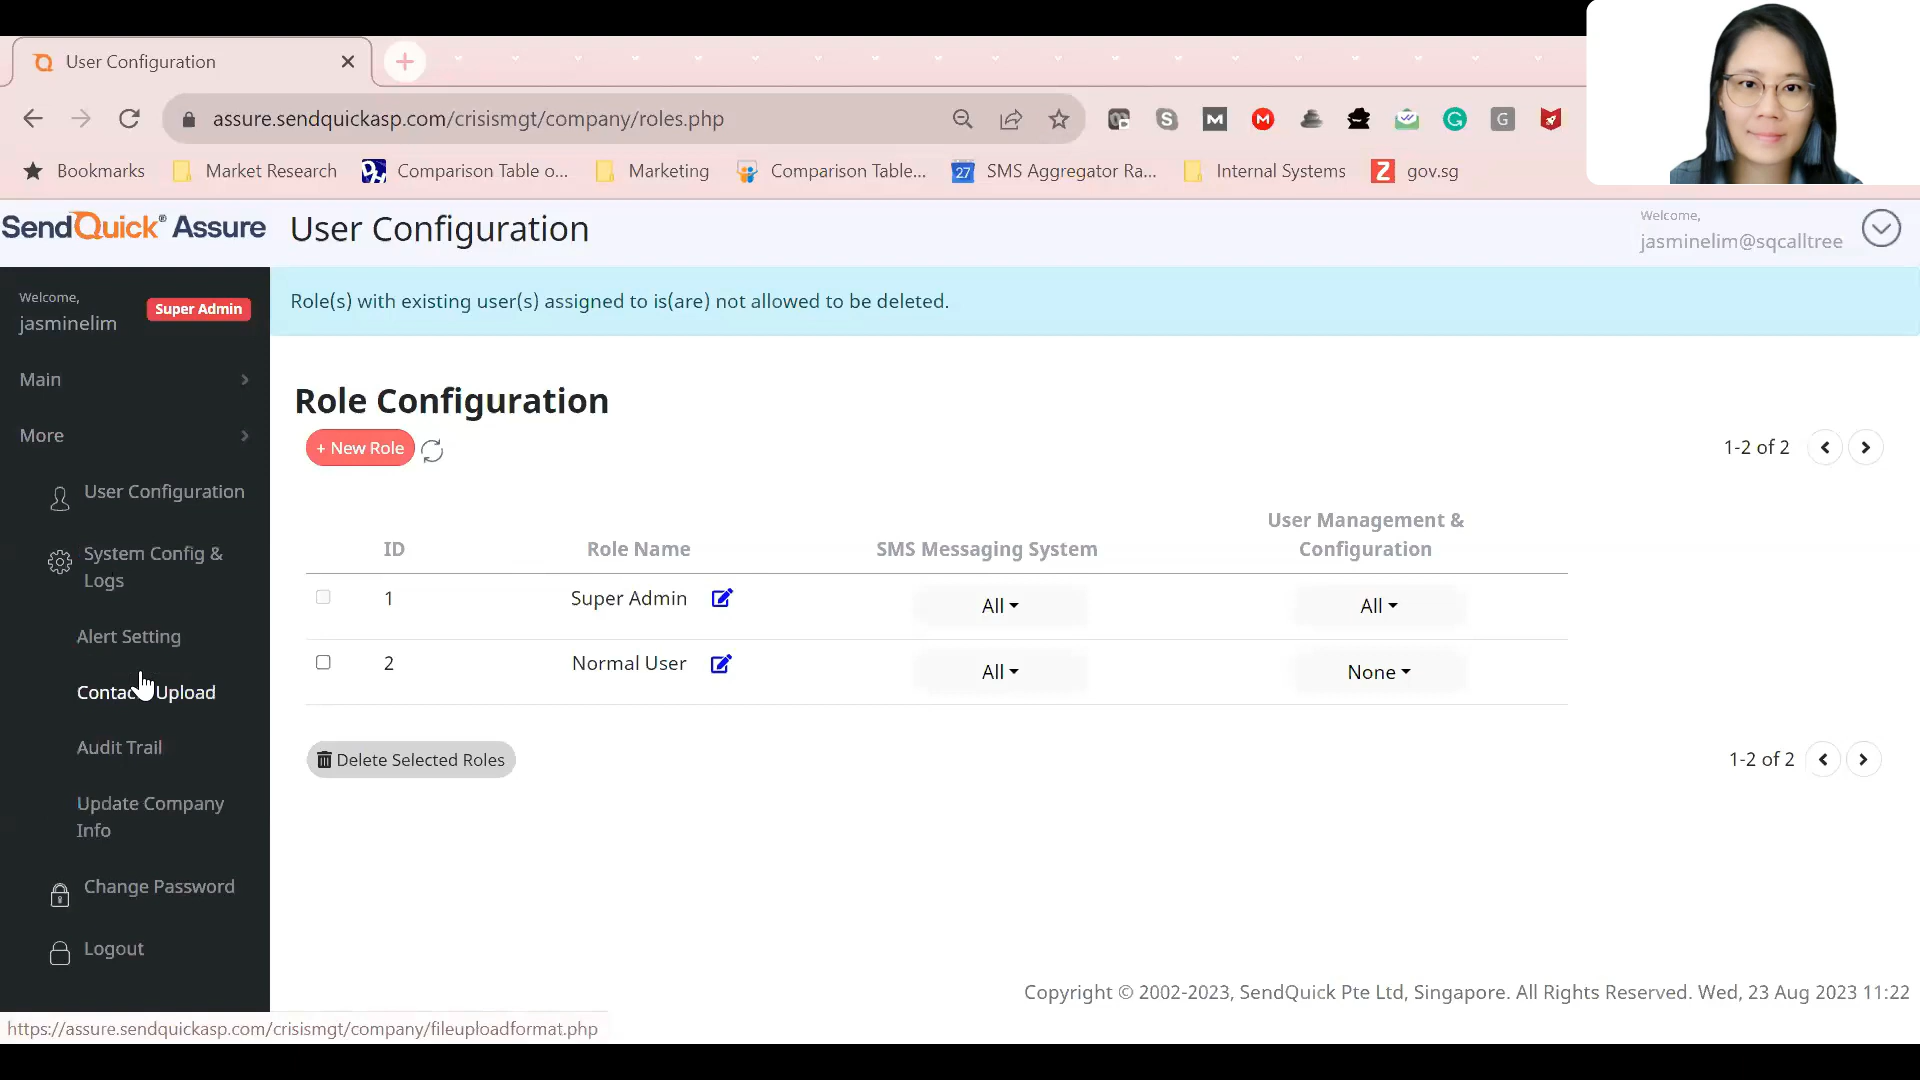 User Configuration
assure.sendquickasp.com/crisismgt/company/roles.php
Bookmarks
Market Research
Comparison Table o...
Marketing
Comparison Table...
27
SMS Aggregator Ra...
Internal Systems
gov.sg
SendQuick® Assure
User Configuration
Welcome,
jasminelim@sqcalltree
Welcome,
jasminelim
Super Admin
Role(s) with existing user(s) assigned to is(are) not allowed to be deleted.
Main
More
User Configuration
System Config &
Logs
Alert Setting
Contact Upload
Audit Trail
Update Company
Info
Change Password
Logout
Role Configuration
+ New Role
1-2 of 2
ID
Role Name
SMS Messaging System
User Management &
Configuration
1
Super Admin
All
All
2
Normal User
All
None
Delete Selected Roles
1-2 of 2
Copyright © 2002-2023, SendQuick Pte Ltd, Singapore. All Rights Reserved. Wed, 23 Aug 2023 11:22
https://assure.sendquickasp.com/crisismgt/company/fileuploadformat.php